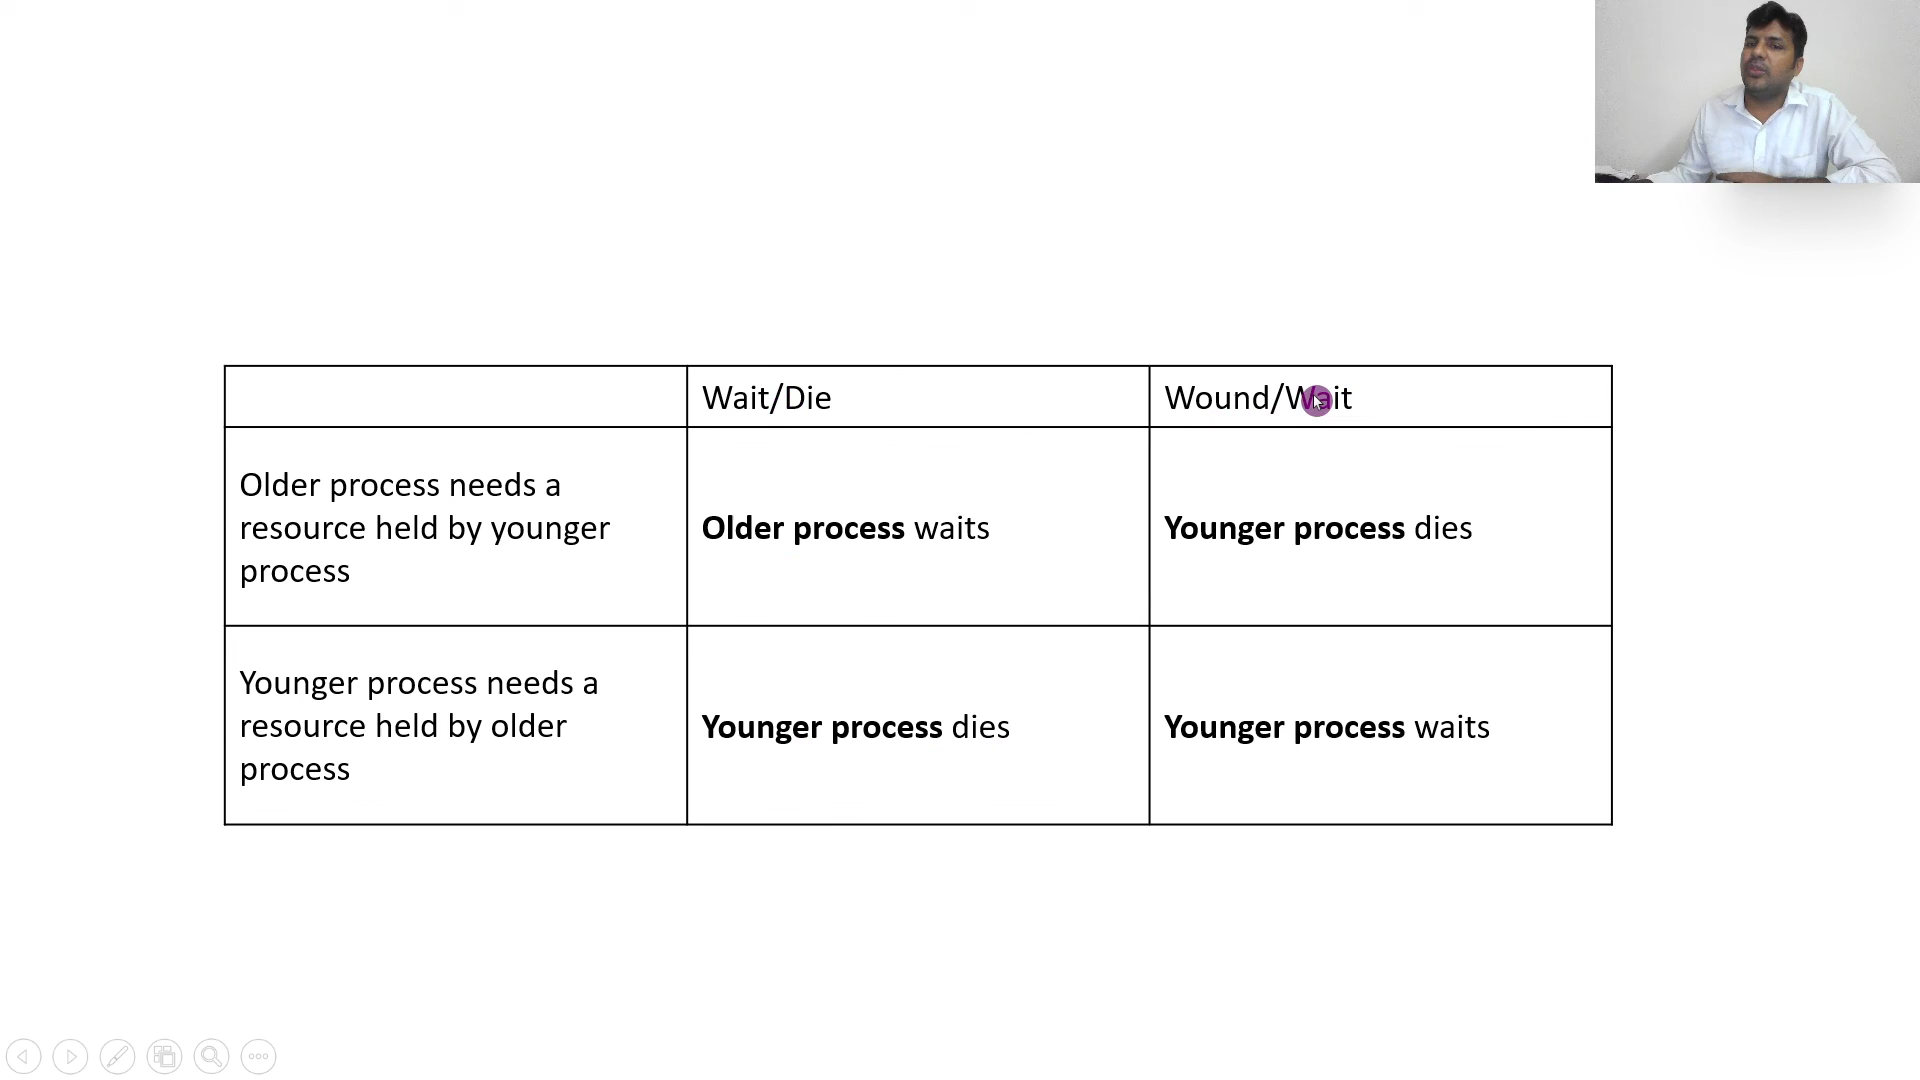 Wait/Die
Wound/Wait
Older process needs a
resource held by younger
process
Older process waits
Younger process dies
Younger process needs a
resource held by older
process
Younger process dies
Younger process waits